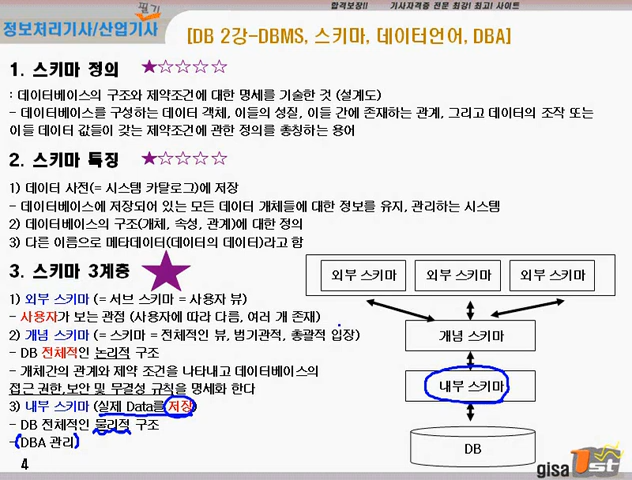 합격보장!! 기사자격증 전문 최강! 최고! 사이트
필기
정보처리기사/산업기사
[DB 2강-DBMS, 스키마, 데이터언어, DBA]
1. 스키마 정의 ★☆☆☆☆
: 데이터베이스의 구조와 제약조건에 대한 명세를 기술한 것 (설계도)
- 데이터베이스를 구성하는 데이터 객체, 이들의 성질, 이들 간에 존재하는 관계, 그리고 데이터의 조작 또는
이들 데이터 값들이 갖는 제약조건에 관한 정의를 총칭하는 용어
2. 스키마 특징 ★☆☆☆☆
1) 데이터 사전(= 시스템 카탈로그)에 저장
- 데이터베이스에 저장되어 있는 모든 데이터 개체들에 대한 정보를 유지, 관리하는 시스템
2) 데이터베이스의 구조(개체, 속성, 관계)에 대한 정의
3) 다른 이름으로 메타데이터(데이터의 데이터)라고 함
3. 스키마 3계층 ★
1) 외부 스키마 (= 서브 스키마 = 사용자 뷰)
- 사용자가 보는 관점 (사용자에 따라 다름, 여러 개 존재)
2) 개념 스키마 (= 스키마 = 전체적인 뷰, 범기관적, 총괄적 입장)
- DB 전체적인 논리적 구조
- 개체간의 관계와 제약 조건을 나타내고 데이터베이스의
접근 권한,보안 및 무결성 규칙을 명세화 한다
3) 내부 스키마 (실제 Data를 저장)
- DB 전체적인 물리적 구조
- (DBA 관리)
외부 스키마 외부 스키마 외부 스키마
개념 스키마
내부 스키마
DB
4
gisa 1st